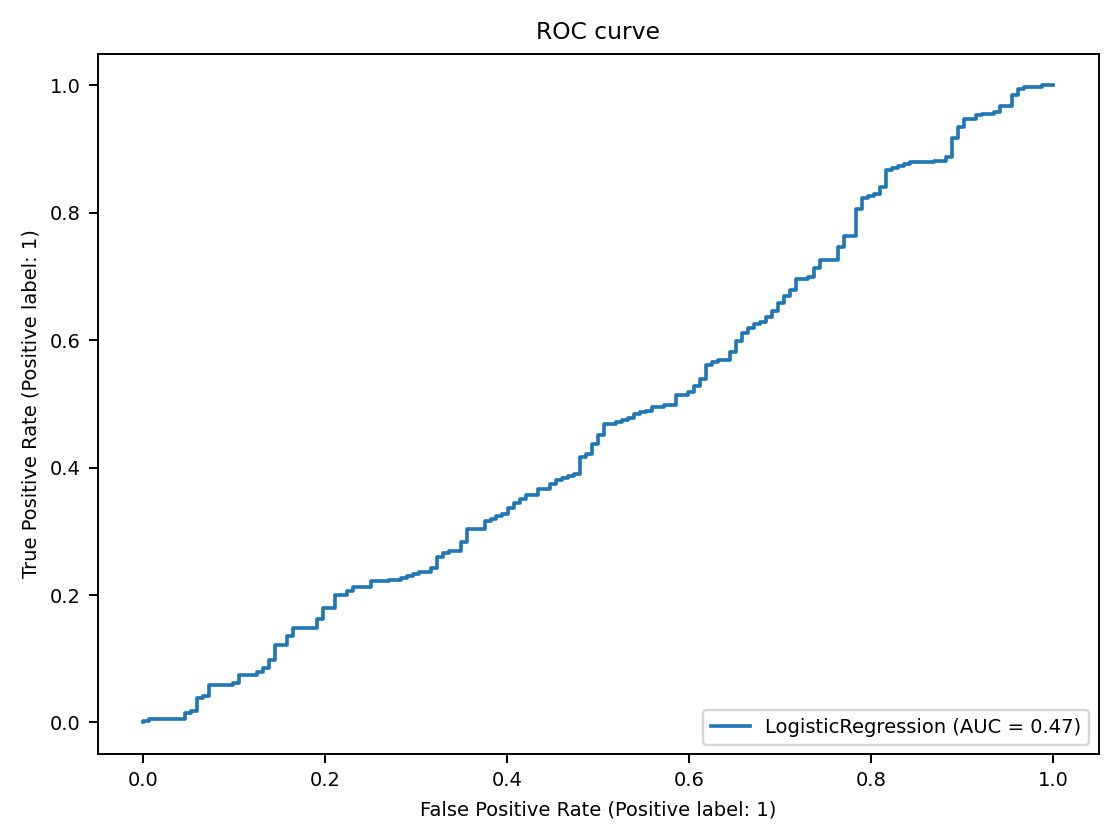 ROC curve
True Positive Rate (Positive label: 1)
1.0
0.8
0.6
0.4
0.2
0.0
LogisticRegression (AUC = 0.47)
0.0 0.2 0.4 0.6 0.8 1.0
False Positive Rate (Positive label: 1)